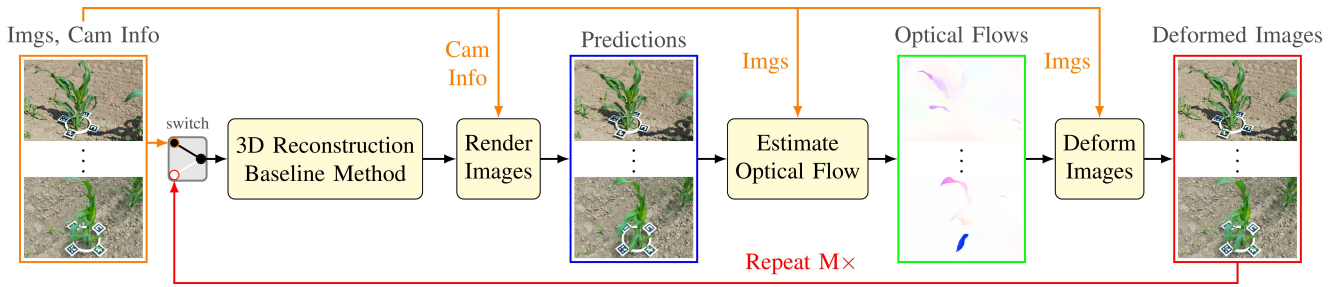 Imgs, Cam Info
switch
3D Reconstruction
Baseline Method
Cam
Info
Render
Images
Predictions
Imgs
Estimate
Optical Flow
Optical Flows
Imgs
Deform
Images
Deformed Images
Repeat M×